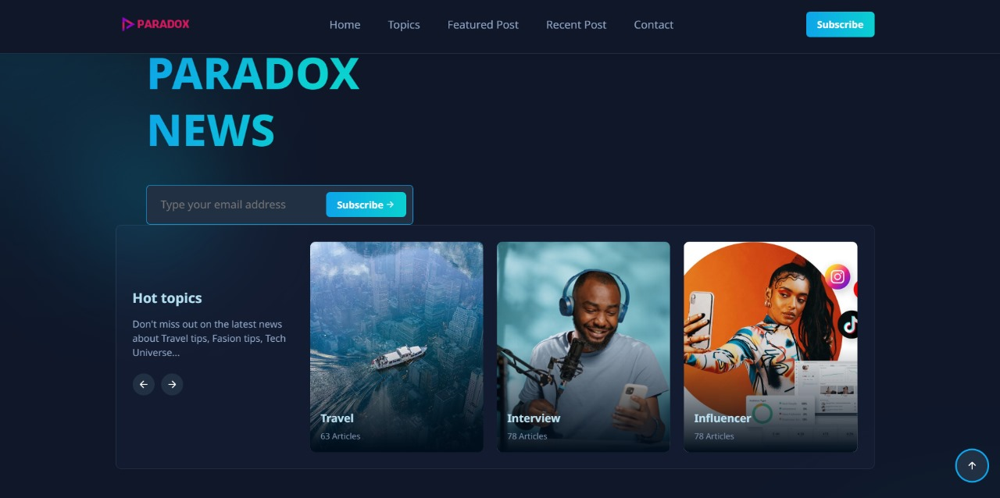 PARADOX
Home
Topics
Featured Post
Recent Post
Contact
Subscribe
PARADOX
NEWS
Type your email address
Subscribe →
Hot topics
Don't miss out on the latest news
about Travel tips, Fasion tips, Tech
Universe...
Travel
63 Articles
Interview
78 Articles
Influencer
78 Articles